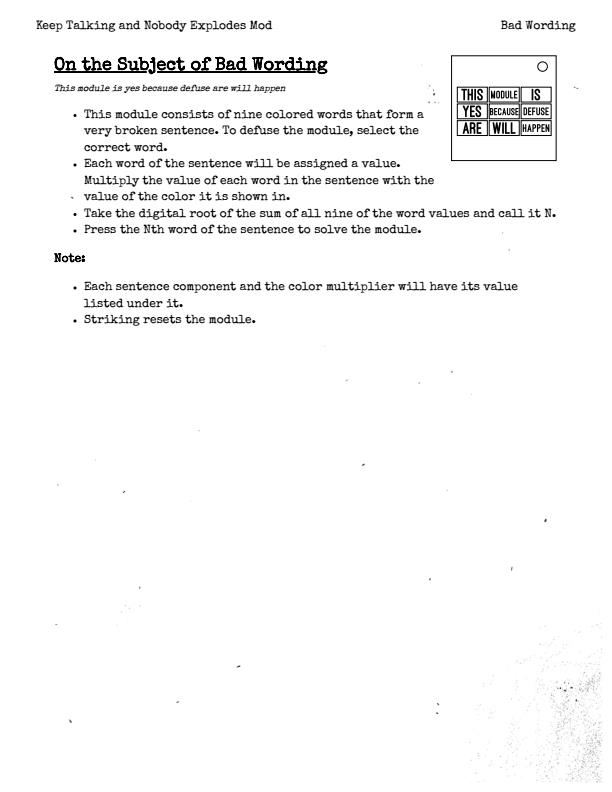 Keep Talking and Nobody Explodes Mod
Bad Wording
On the Subject of Bad Wording
This module is yes because defuse are will happen
THIS MODULE IS
YES BECAUSE DEFUSE
ARE WILL HAPPEN
• This module consists of nine colored words that form a
very broken sentence. To defuse the module, select the
correct word.
• Each word of the sentence will be assigned a value.
Multiply the value of each word in the sentence with the
value of the color it is shown in.
• Take the digital root of the sum of all nine of the word values and call it N.
• Press the Nth word of the sentence to solve the module.
Note:
• Each sentence component and the color multiplier will have its value
listed under it.
• Striking resets the module.